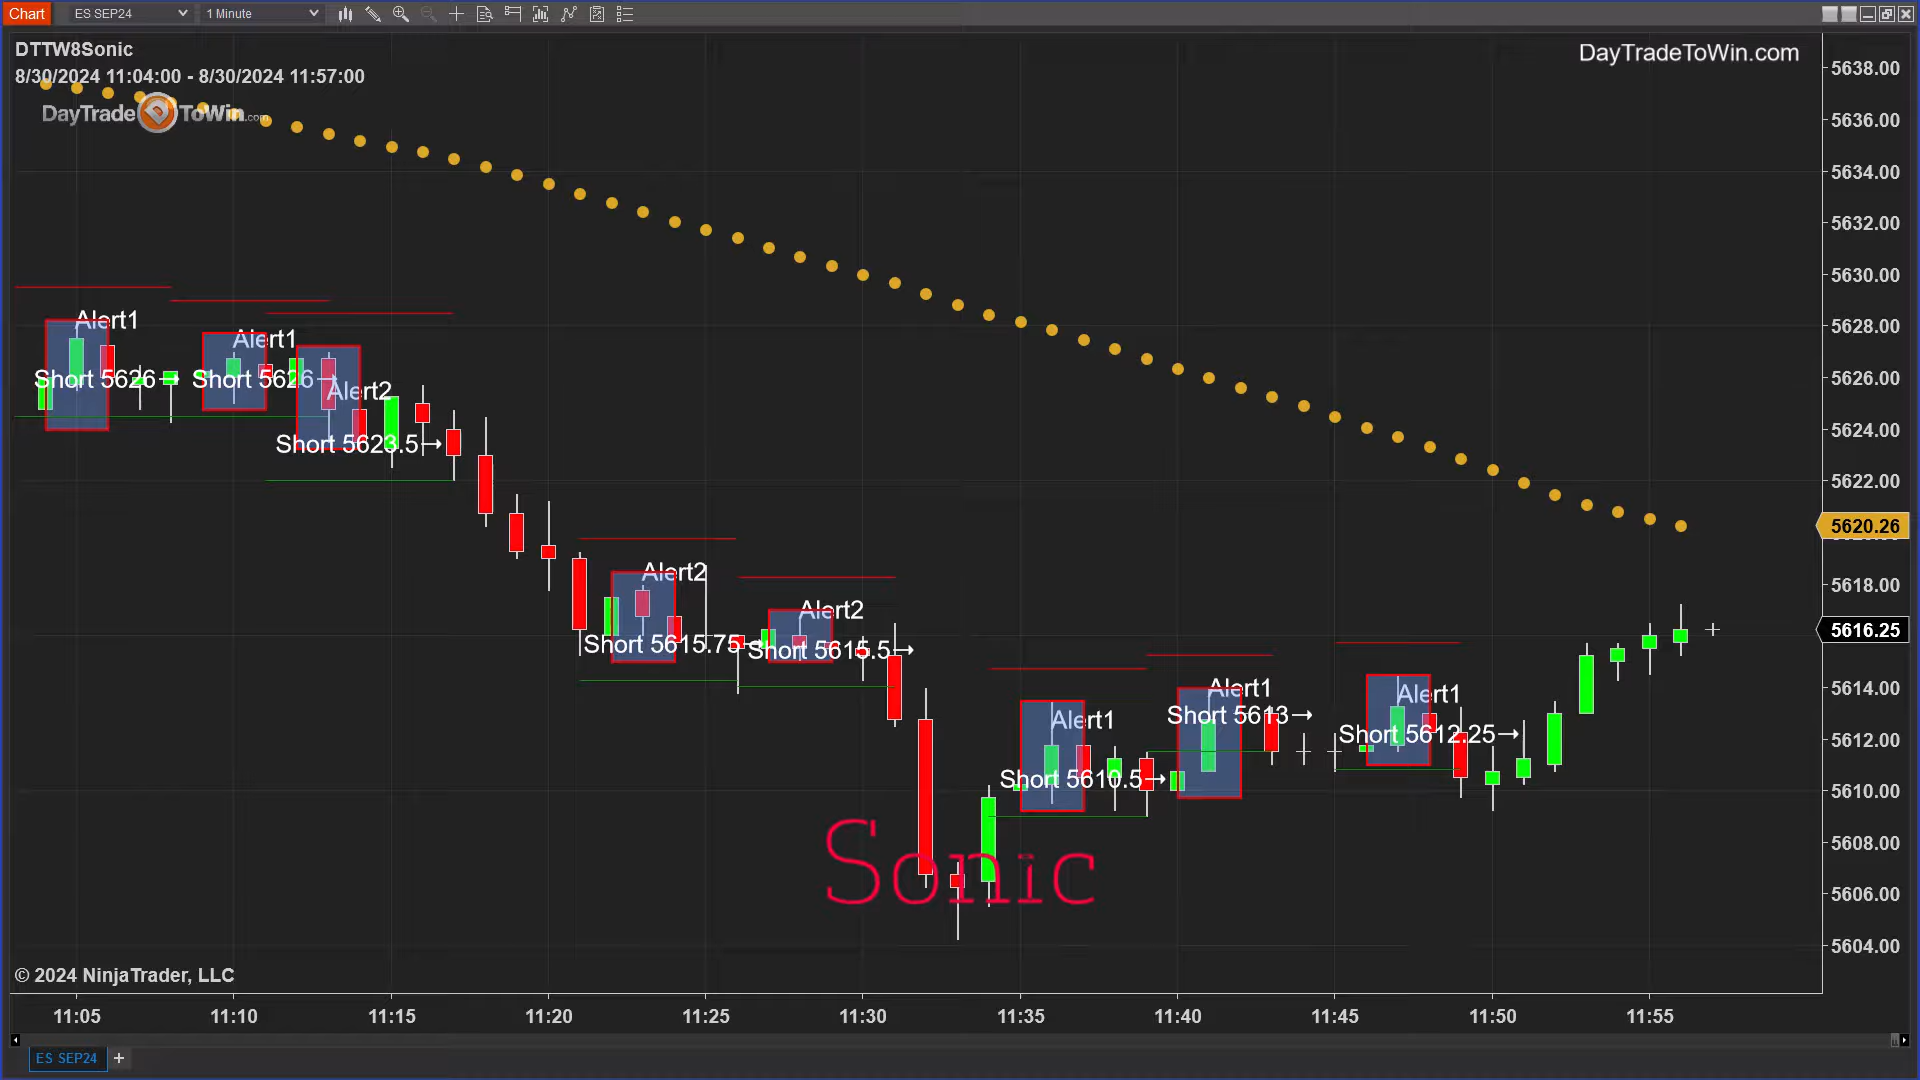 Chart ES SEP24 1 Minute
DTTW8Sonic
8/30/2024 11:04:00 - 8/30/2024 11:57:00
DayTradeToWin.com
DayTrade ToWin.com
5638.00
5636.00
5634.00
5632.00
5630.00
5628.00
5626.00
5624.00
5622.00
5620.26
5618.00
5616.25
5614.00
5612.00
5610.00
5608.00
5606.00
5604.00
Alert1
Short 5626
Alert1
Short 5626
Alert2
Short 5623.5
Alert2
Short 5615.75
Alert2
Short 5615.5
Alert1
Short 5610.5
Alert1
Short 5613
Alert1
Short 5612.25
Sonic
© 2024 NinjaTrader, LLC
11:05 11:10 11:15 11:20 11:25 11:30 11:35 11:40 11:45 11:50 11:55
ES SEP24 +